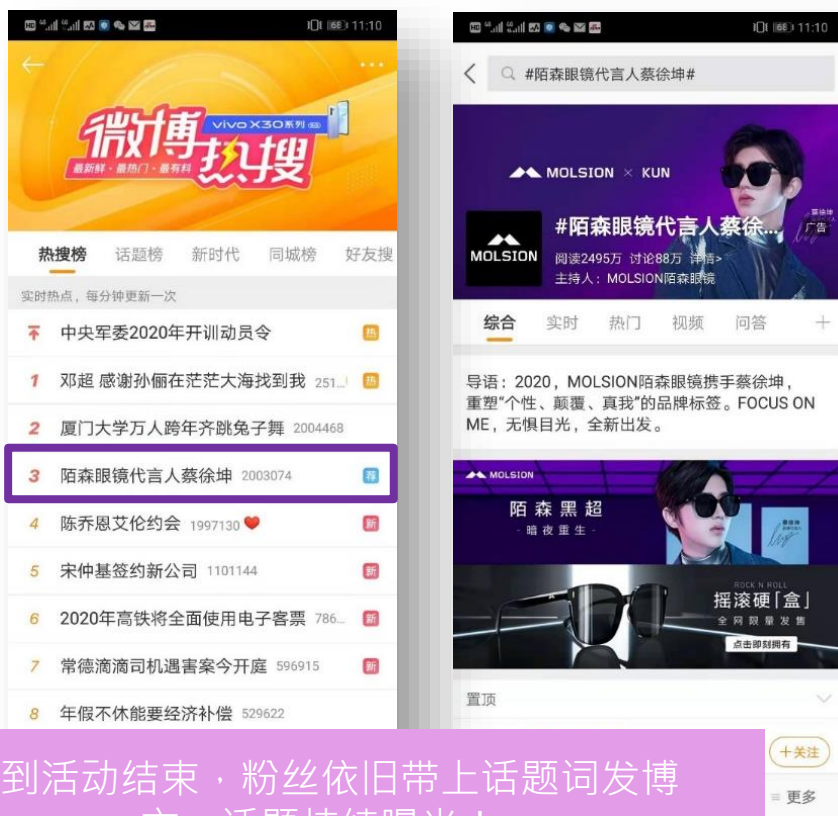 HD 68 11:10
微博热搜
vivo X30系列
最新鲜·最热门·最有料
热搜榜 话题榜 新时代 同城榜 好友搜
实时热点，每分钟更新一次
中央军委2020年开训动员令 热
1 邓超 感谢孙俪在茫茫大海找到我 251... 热
2 厦门大学万人跨年齐跳兔子舞 2004468
3 陌森眼镜代言人蔡徐坤 2003074 荐
4 陈乔恩艾伦约会 1997130 新
5 宋仲基签约新公司 1101144 新
6 2020年高铁将全面使用电子客票 786... 新
7 常德滴滴司机遇害案今开庭 596915 新
8 年假不休能要经济补偿 529622
HD 68 11:10
#陌森眼镜代言人蔡徐坤#
MOLSION × KUN
MOLSION
#陌森眼镜代言人蔡徐...
广告
阅读2495万 讨论88万 详情>
主持人：MOLSION陌森眼镜
综合 实时 热门 视频 问答
导语：2020，MOLSION陌森眼镜携手蔡徐坤，
重塑“个性、颠覆、真我”的品牌标签。FOCUS ON
ME，无惧目光，全新出发。
MOLSION
陌森黑超
- 暗夜重生 -
ROCK N ROLL
摇滚硬「盒」
全网限量发售
点击即刻拥有
置顶
+关注
更多
到活动结束，粉丝依旧带上话题词发博